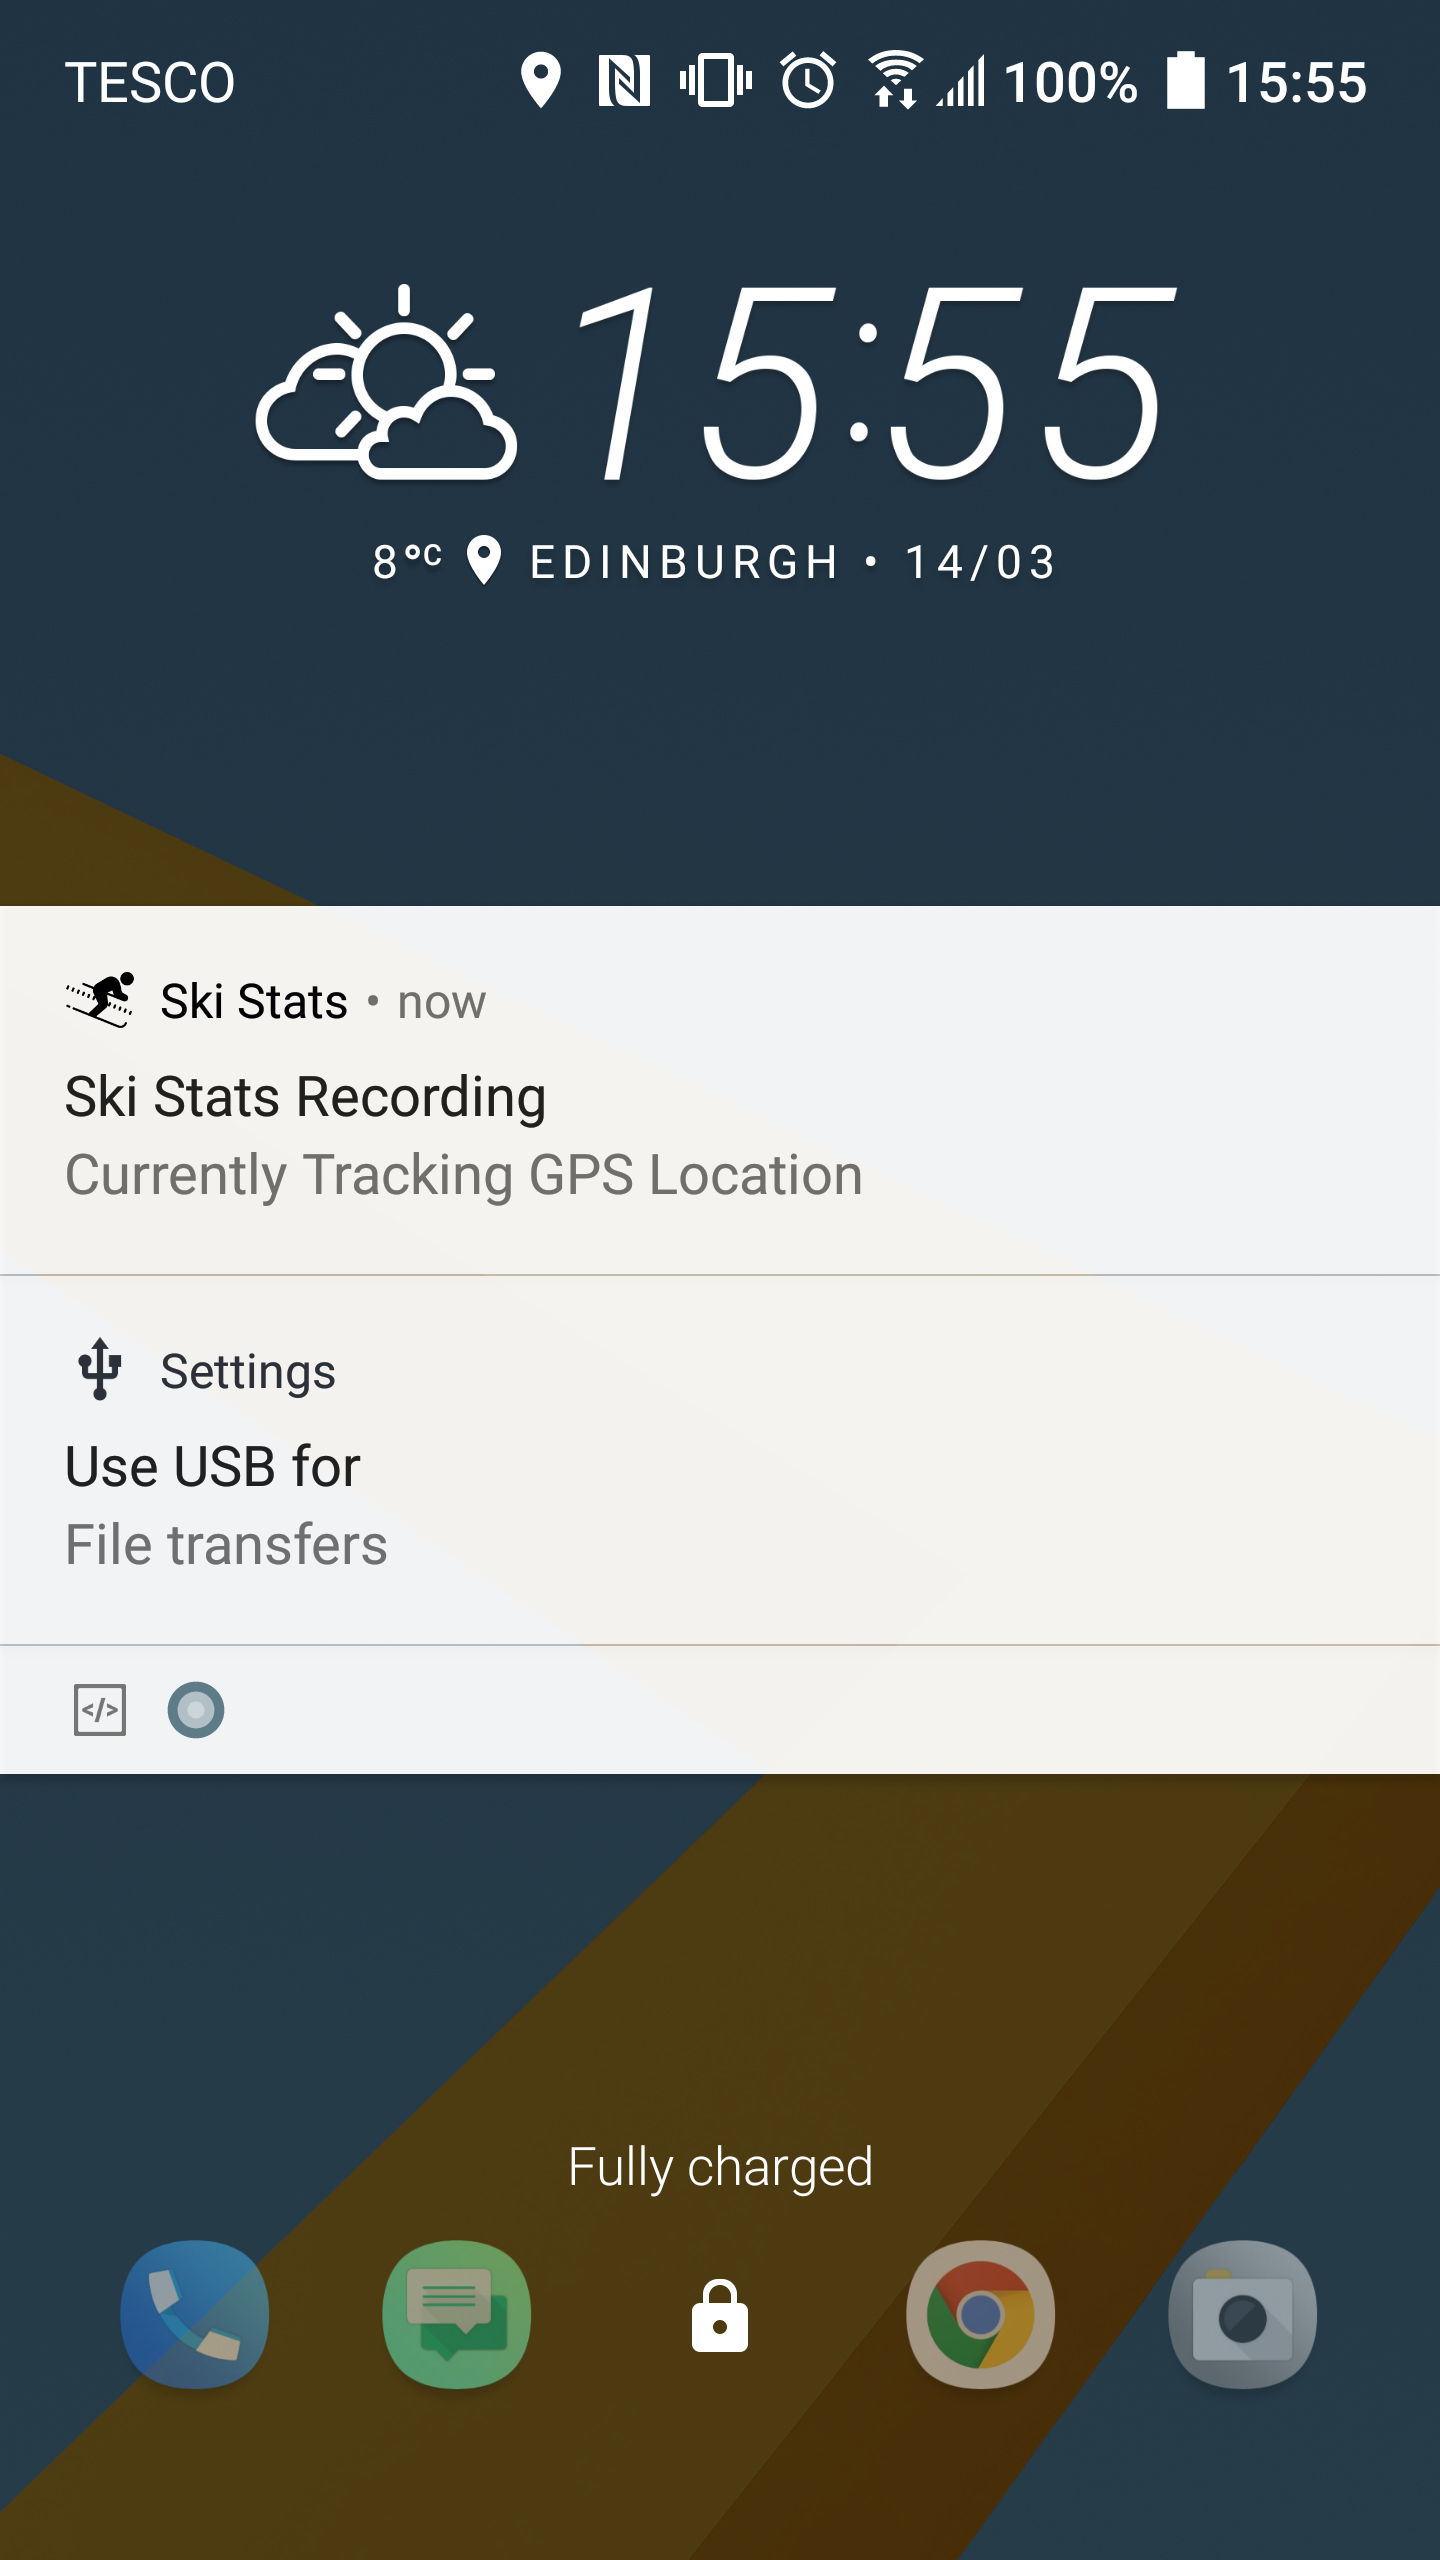 TESCO 100% 15:55
15:55
8°C EDINBURGH • 14/03
Ski Stats • now
Ski Stats Recording
Currently Tracking GPS Location
Settings
Use USB for
File transfers
</>
Fully charged